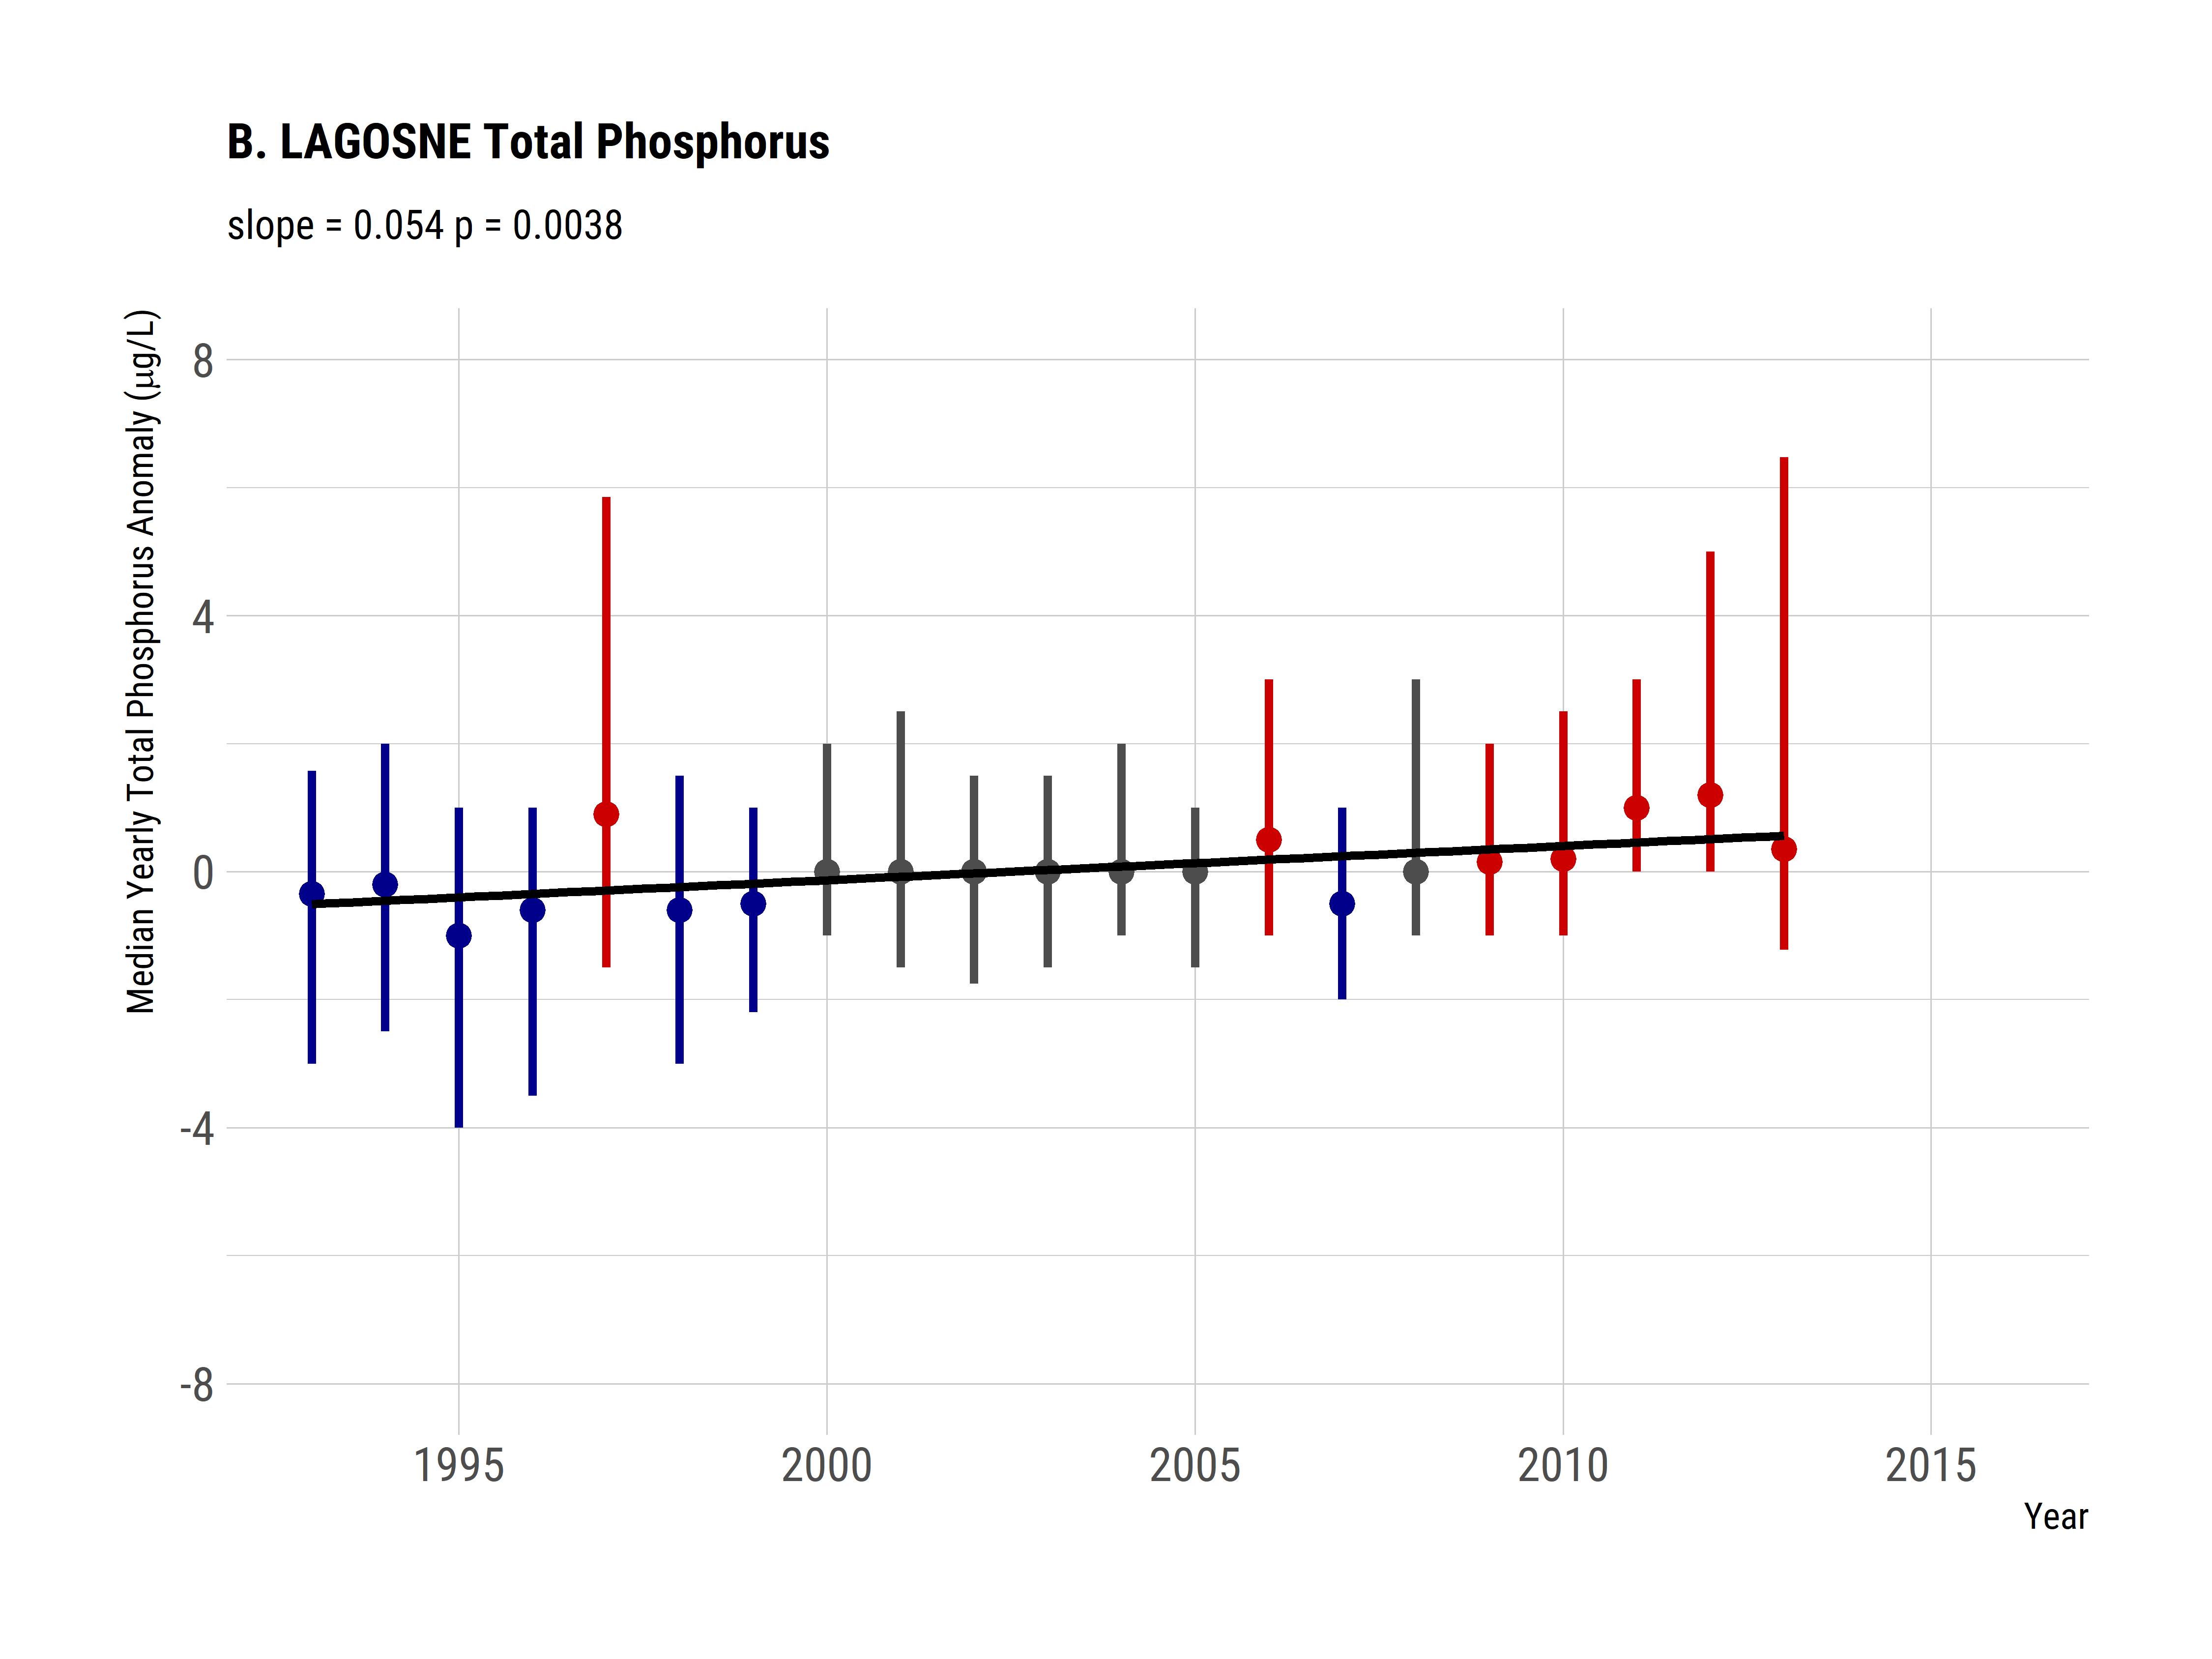 B. LAGOSNE Total Phosphorus
slope = 0.054 p = 0.0038
Median Yearly Total Phosphorus Anomaly (μg/L)
8
4
0
-4
-8
1995 2000 2005 2010 2015
Year